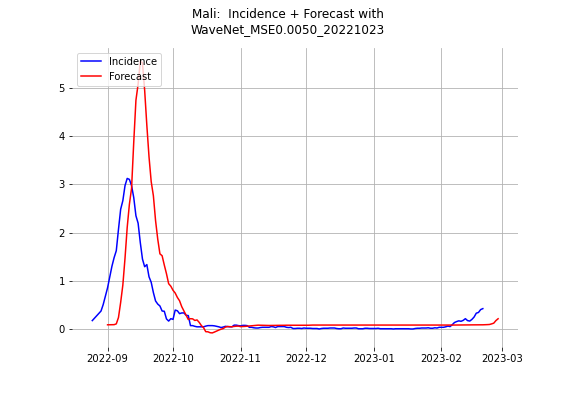 Mali:  Incidence + Forecast with
WaveNet_MSE0.0050_20221023
Incidence
Forecast
5
4
3
2
1
0
2022-09 2022-10 2022-11 2022-12 2023-01 2023-02 2023-03